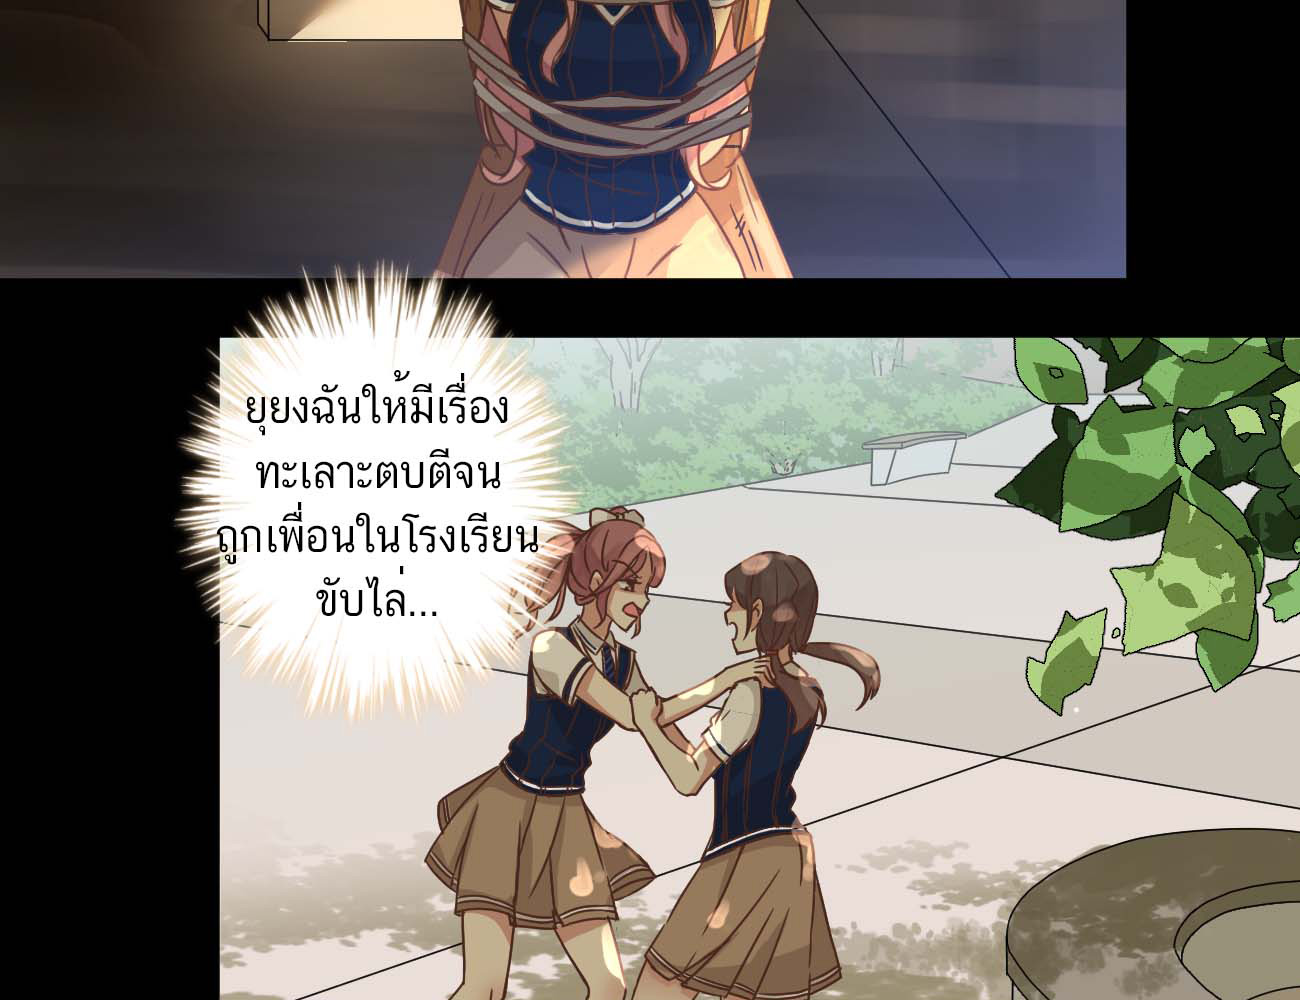 ยุยงฉันให้มีเรื่อง
ทะเลาะตบตีจน
ถูกเพื่อนในโรงเรียน
ขับไล่...